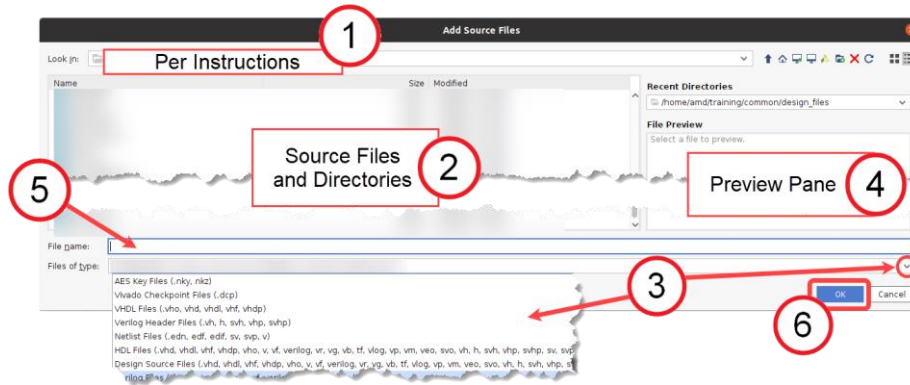 1
Add Source Files
Look in:
Per Instructions
Name Size Modified
Recent Directories
/home/amd/training/common/design_files
File Preview
Select a file to preview.
Source Files
and Directories
2
Preview Pane
4
5
File name:
Files of type:
3
AES Key Files (.nky, nkz)
Vivado Checkpoint Files (.dcp)
VHDL Files (.vho, vhd, vhdl, vhf, vhdp)
Verilog Header Files (.vh, h, svh, vhp, svhp)
Netlist Files (.edn, edf, edif, sv, svp, v)
HDL Files (.vhd, vhdl, vhf, vhdp, vho, v, vf, verilog, vr, vg, vb, tf, vlog, vp, vm, veo, svo, vh, h, svh, vhp, svhp, sv, svp
Design Source Files (.vhd, vhdl, vhf, vhdp, vho, v, vf, verilog, vr, vg, vb, tf, vlog, vp, vm, veo, svo, vh, h, svh, vhp, s
Verilog Files
OK Cancel
6